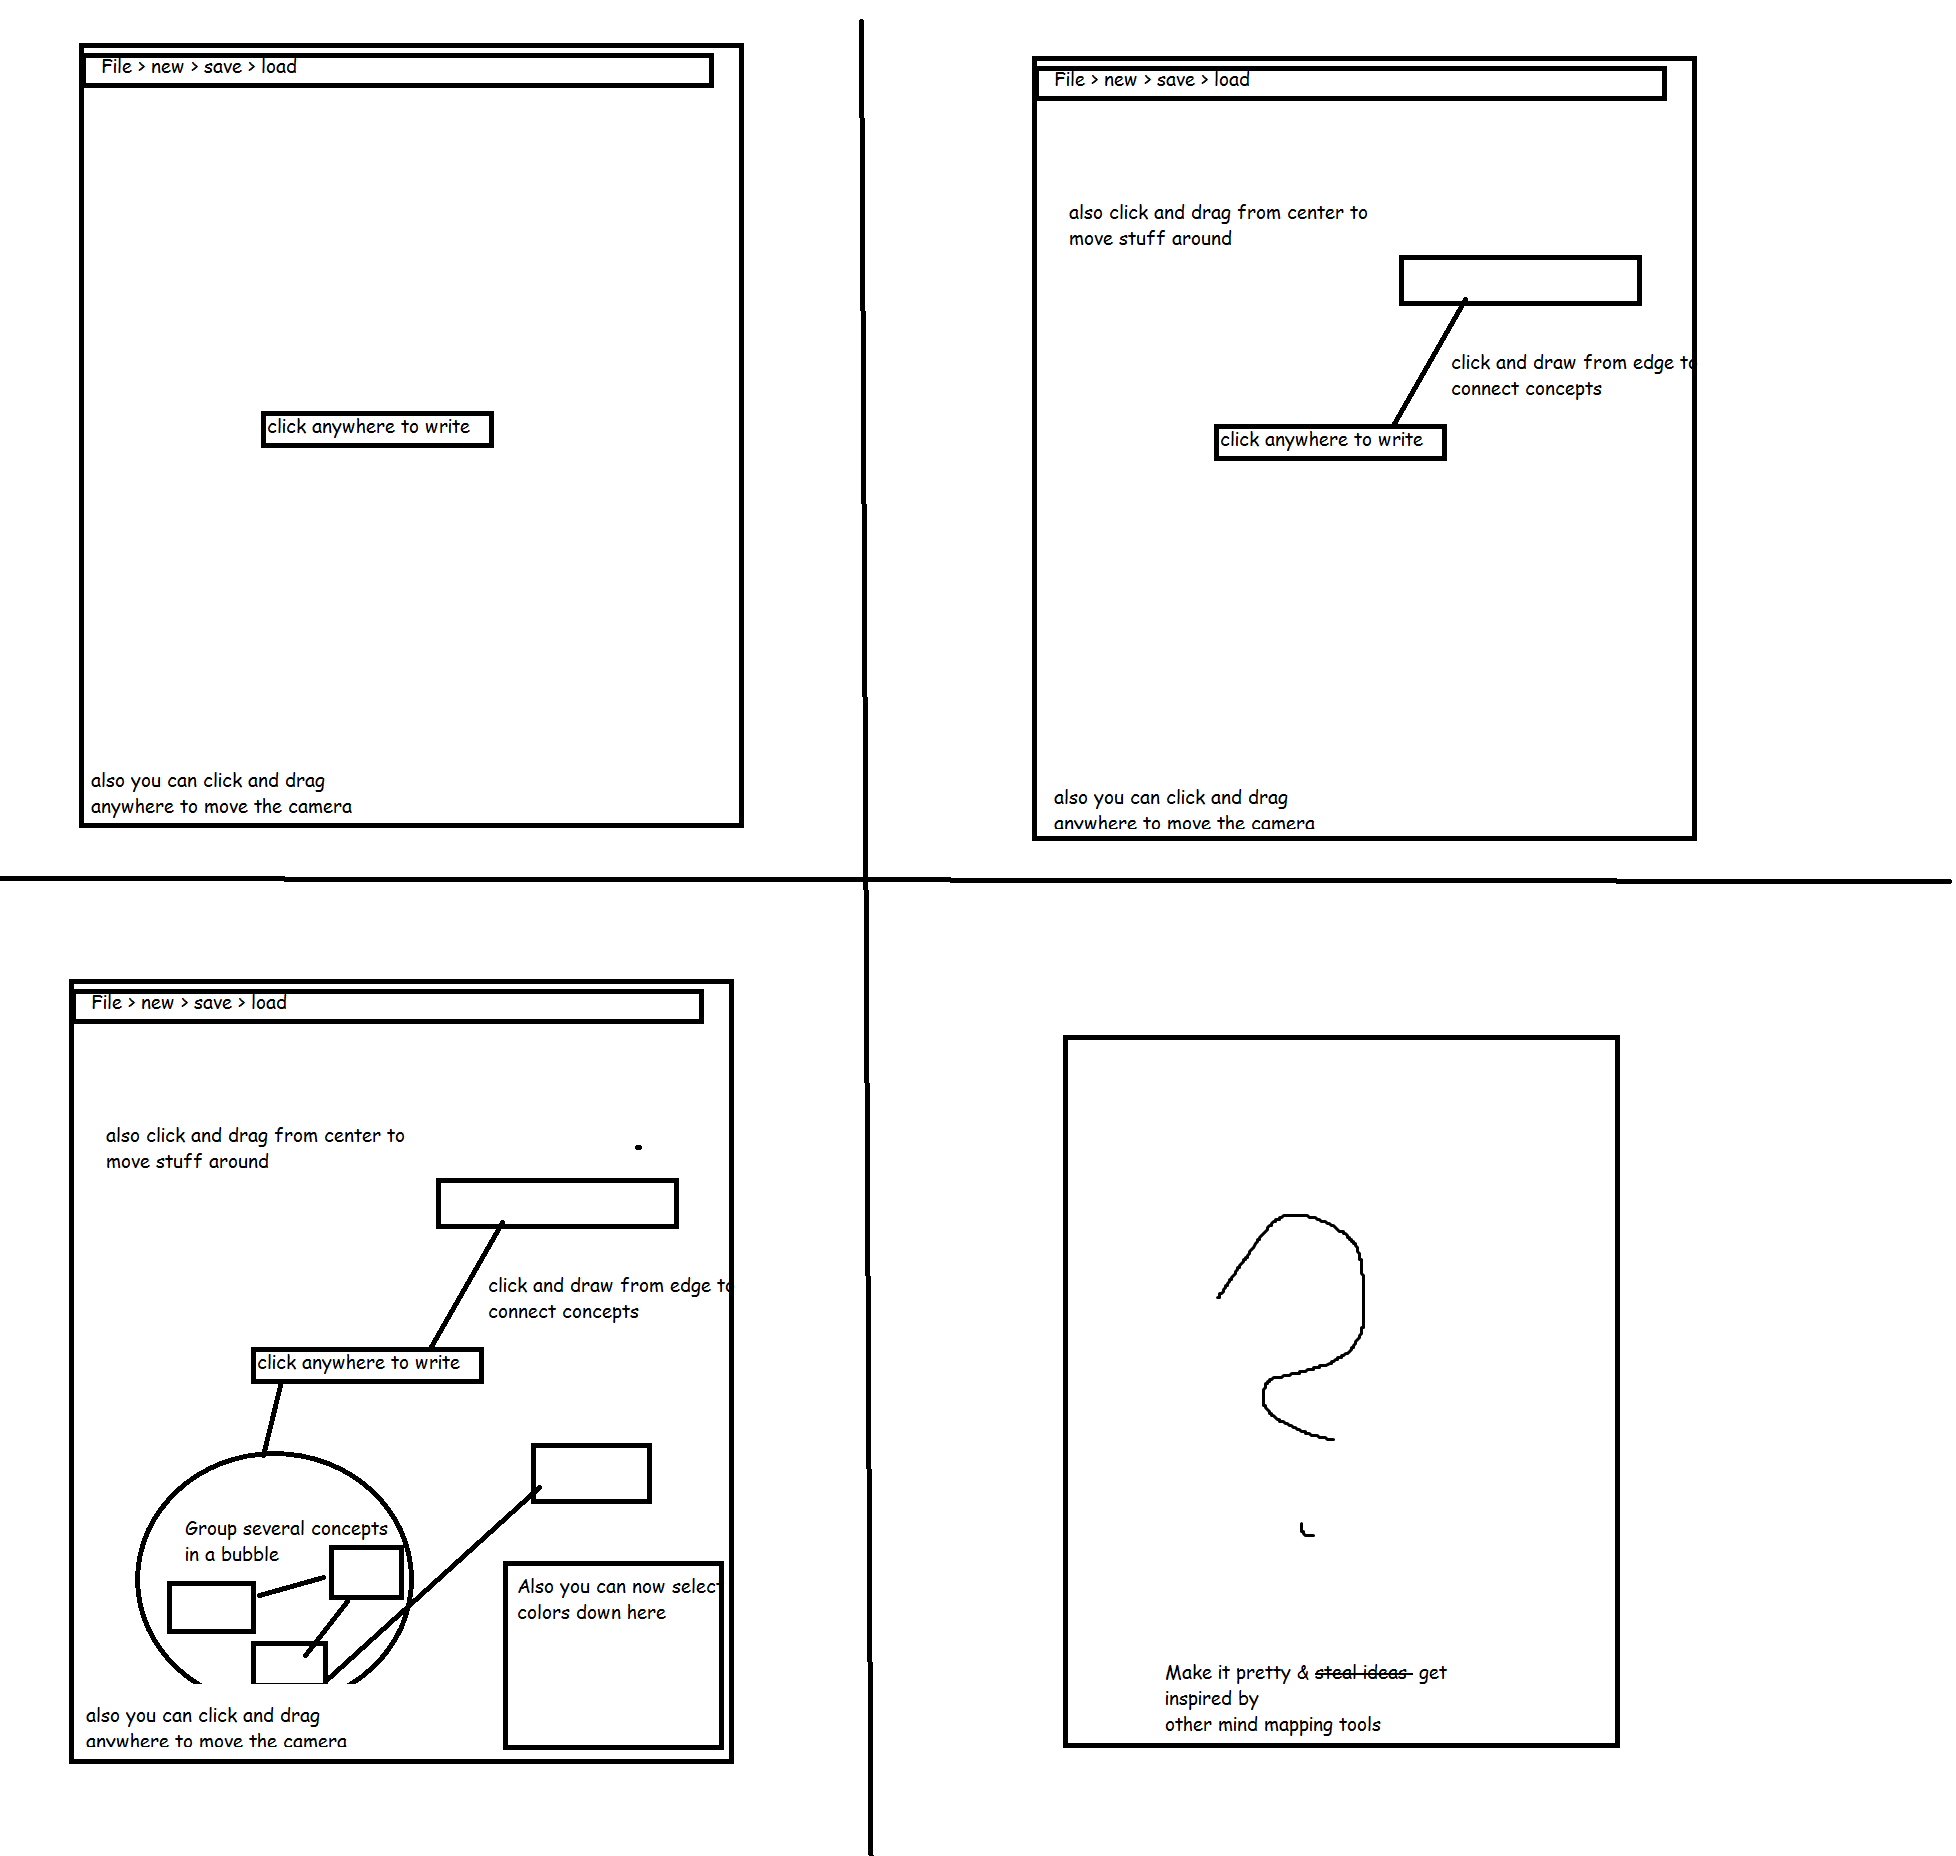 File > new > save > load
click anywhere to write
also you can click and drag
anywhere to move the camera
File > new > save > load
also click and drag from center to
move stuff around
click and draw from edge to
connect concepts
click anywhere to write
also you can click and drag
anywhere to move the camera
File > new > save > load
also click and drag from center to
move stuff around
click and draw from edge to
connect concepts
click anywhere to write
Group several concepts
in a bubble
Also you can now select
colors down here
also you can click and drag
anywhere to move the camera
?
Make it pretty & steal ideas get
inspired by
other mind mapping tools